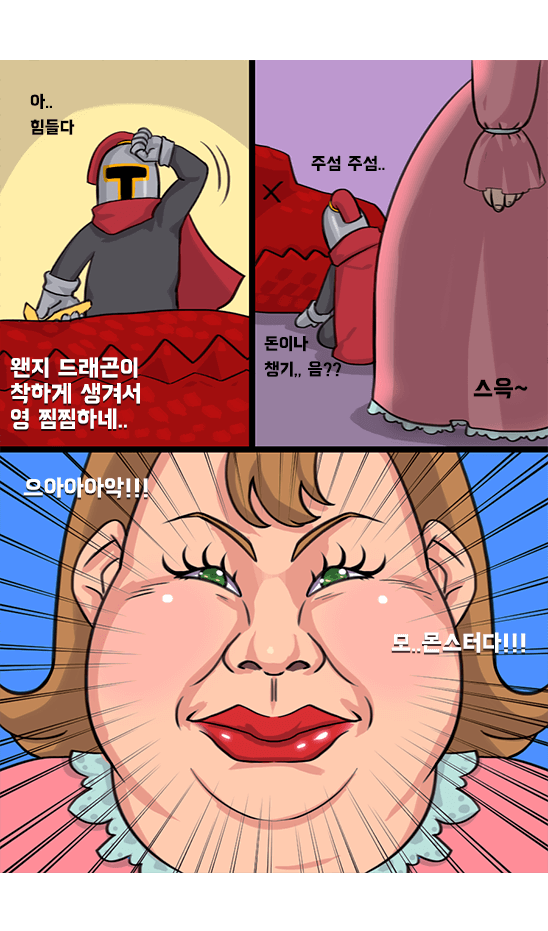 아..
힘들다
왠지 드래곤이
착하게 생겨서
영 찜찜하네..
주섬 주섬..
돈이나
챙기,, 음??
스윽~
으아아아악!!!
모..몬스터다!!!